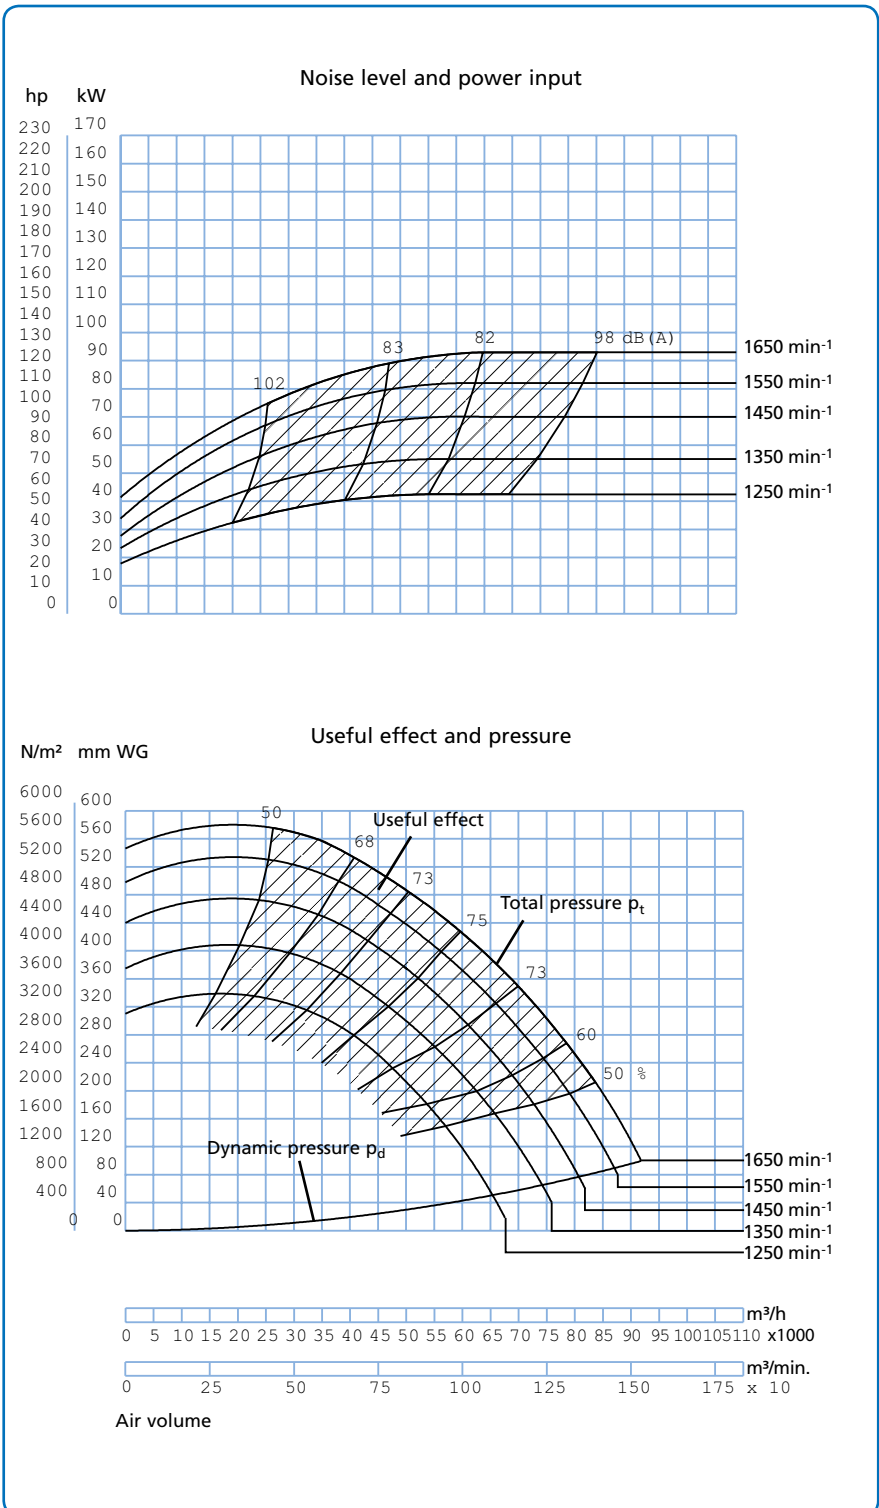 Noise level and power input
hp kW
230 170
220 160
210 150
200 140
190 130
180 120
170 110
160 100
150 90
140 80
130 70
120 60
110 50
100 40
90 30
80 20
70 10
60 0
50
40
30
20
10
0
102 83 82 98 dB(A)
1650 min-1
1550 min-1
1450 min-1
1350 min-1
1250 min-1
Useful effect and pressure
N/m² mm WG
6000 600
5600 560
5200 520
4800 480
4400 440
4000 400
3600 360
3200 320
2800 280
2400 240
2000 200
1600 160
1200 120
800 80
400 40
0 0
50
Useful effect
68
73
Total pressure pt
75
73
60
50 %
Dynamic pressure pd
1650 min-1
1550 min-1
1450 min-1
1350 min-1
1250 min-1
m³/h
0 5 10 15 20 25 30 35 40 45 50 55 60 65 70 75 80 85 90 95 100 105 110 x1000
m³/min.
0 25 50 75 100 125 150 175 x 10
Air volume